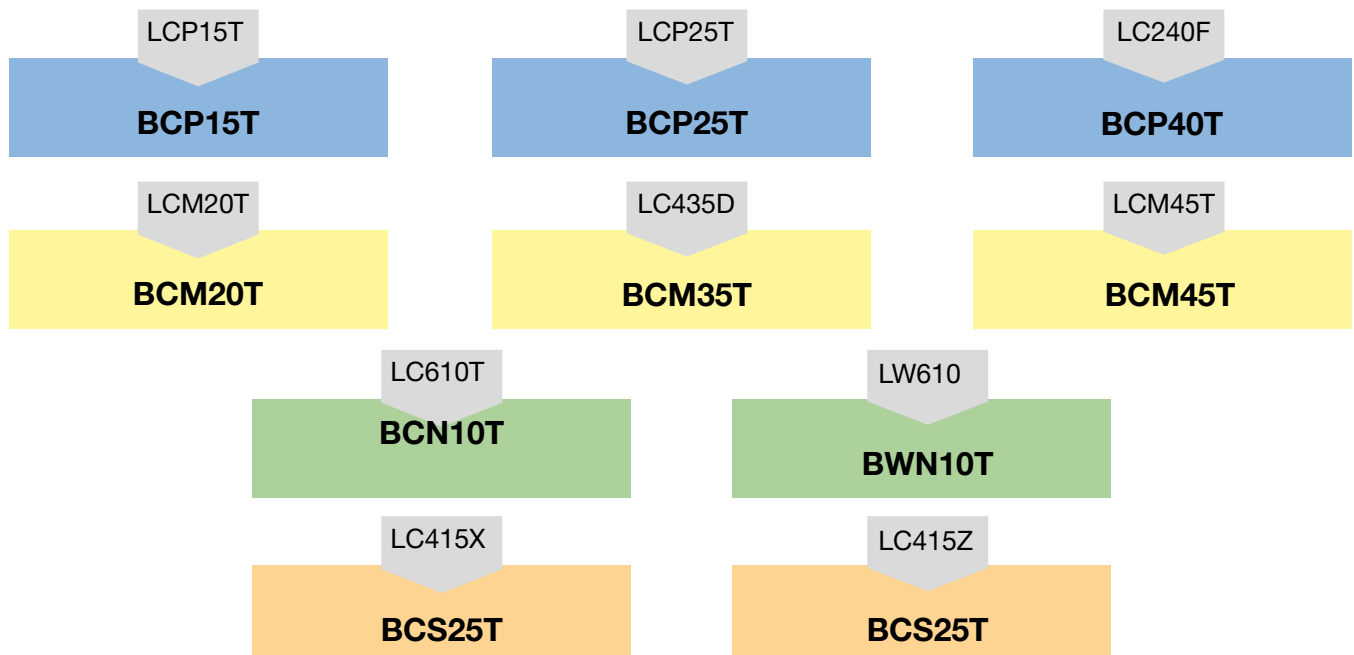 LCP15T
LCP25T
LC240F
BCP15T
BCP25T
BCP40T
LCM20T
LC435D
LCM45T
BCM20T
BCM35T
BCM45T
LC610T
LW610
BCN10T
BWN10T
LC415X
LC415Z
BCS25T
BCS25T